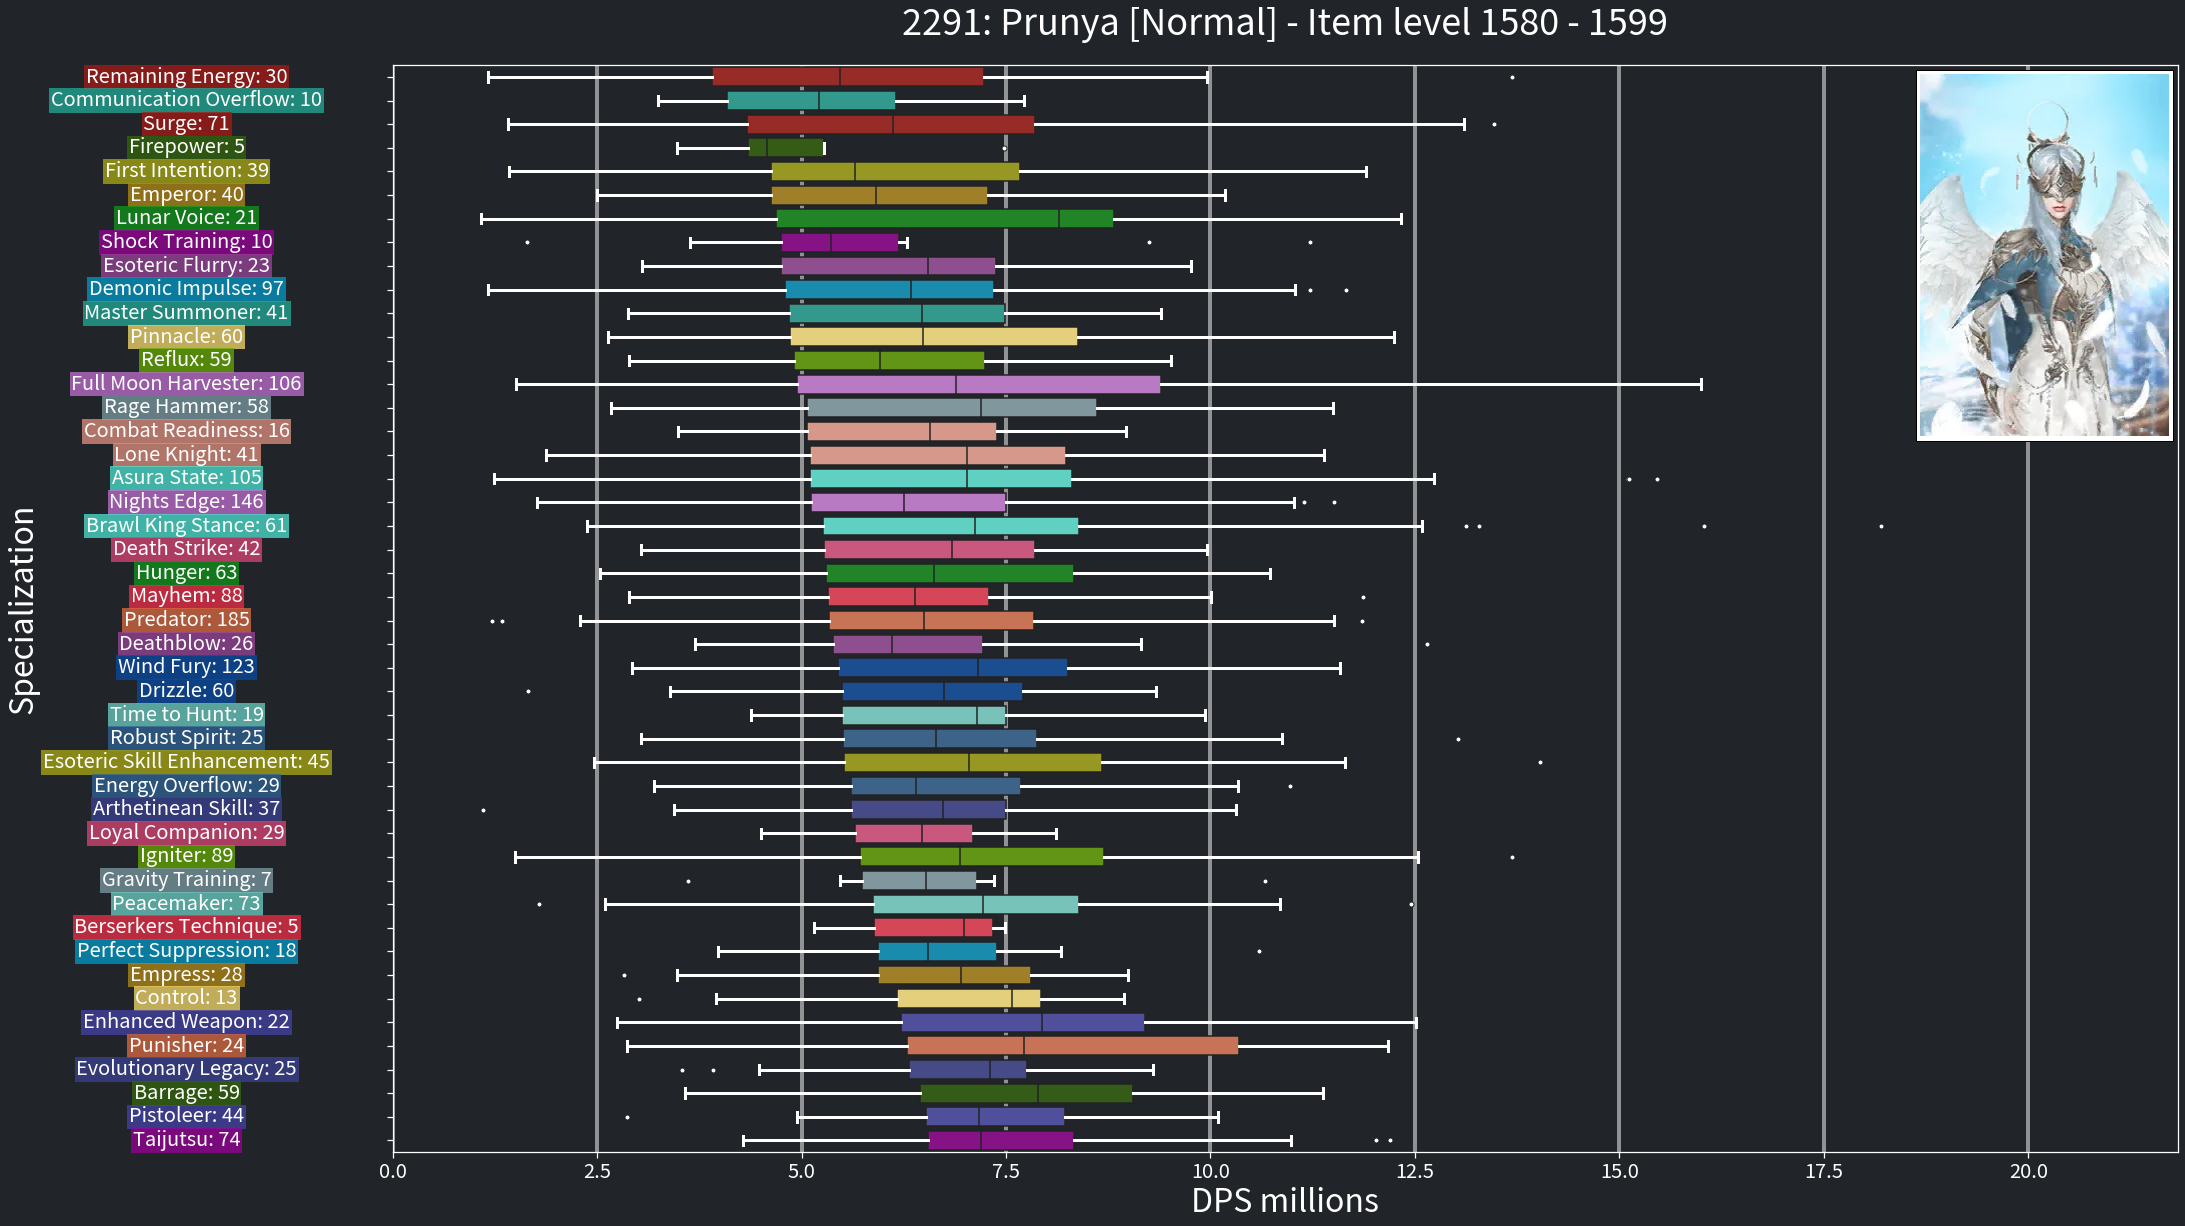 2291: Prunya [Normal] - Item level 1580 - 1599
Remaining Energy: 30
Communication Overflow: 10
Surge: 71
Firepower: 5
First Intention: 39
Emperor: 40
Lunar Voice: 21
Shock Training: 10
Esoteric Flurry: 23
Demonic Impulse: 97
Master Summoner: 41
Pinnacle: 60
Reflux: 59
Full Moon Harvester: 106
Rage Hammer: 58
Combat Readiness: 16
Lone Knight: 41
Asura State: 105
Nights Edge: 146
Brawl King Stance: 61
Death Strike: 42
Hunger: 63
Mayhem: 88
Predator: 185
Deathblow: 26
Wind Fury: 123
Drizzle: 60
Time to Hunt: 19
Robust Spirit: 25
Esoteric Skill Enhancement: 45
Energy Overflow: 29
Arthetinean Skill: 37
Loyal Companion: 29
Igniter: 89
Gravity Training: 7
Peacemaker: 73
Berserkers Technique: 5
Perfect Suppression: 18
Empress: 28
Control: 13
Enhanced Weapon: 22
Punisher: 24
Evolutionary Legacy: 25
Barrage: 59
Pistoleer: 44
Taijutsu: 74
Specialization
0.0 2.5 5.0 7.5 10.0 12.5 15.0 17.5 20.0
DPS millions